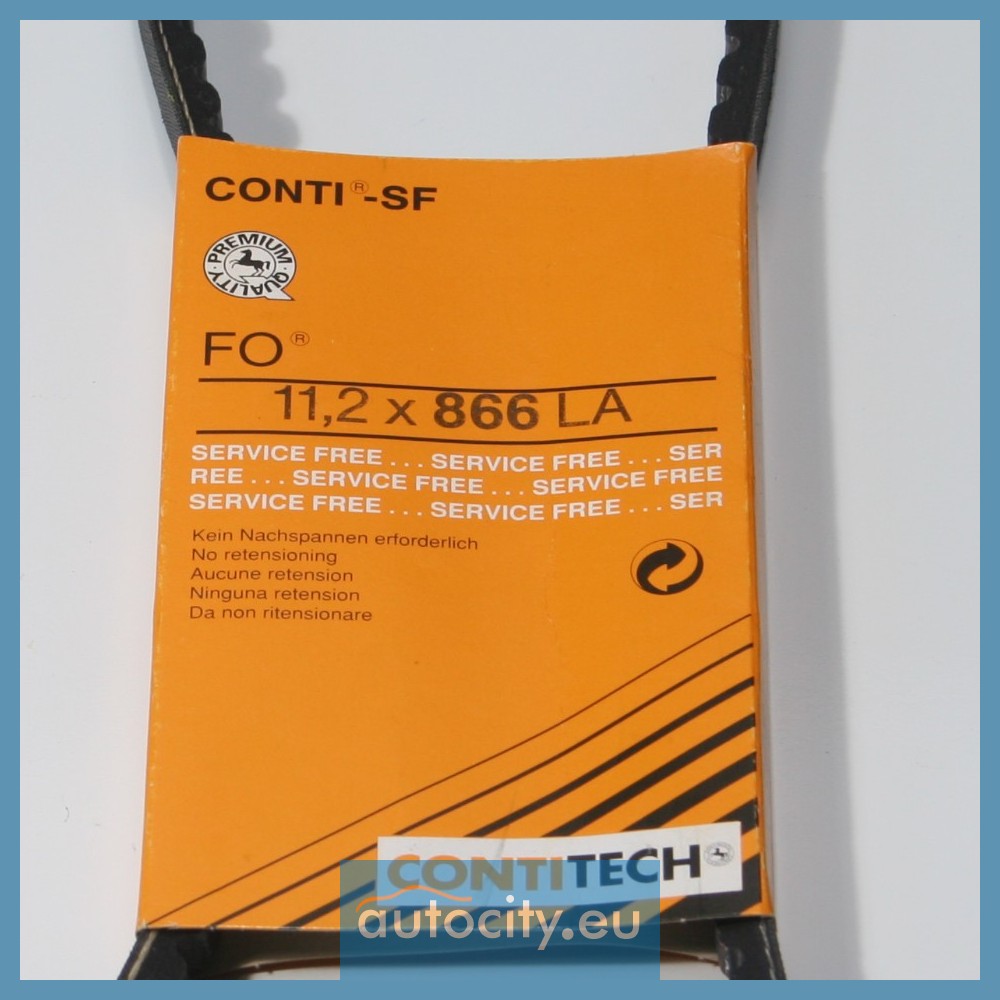 CONTI®-SF
PREMIUM · QUALITY ·
FO®
11,2 x 866 LA
SERVICE FREE . . . SERVICE FREE . . . SER
REE . . . SERVICE FREE . . . SERVICE FREE
SERVICE FREE . . . SERVICE FREE . . . SER
Kein Nachspannen erforderlich
No retensioning
Aucune retension
Ninguna retension
Da non ritensionare
CONTITECH®
autocity.eu